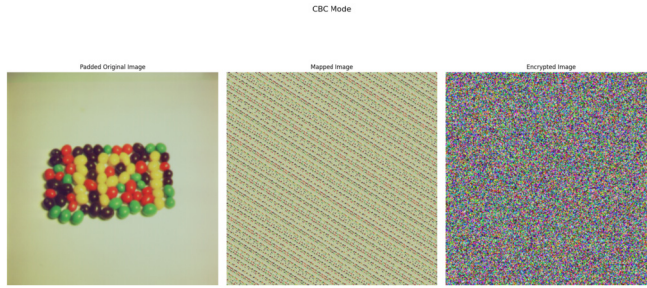 CBC Mode
Padded Original Image
Mapped Image
Encrypted Image